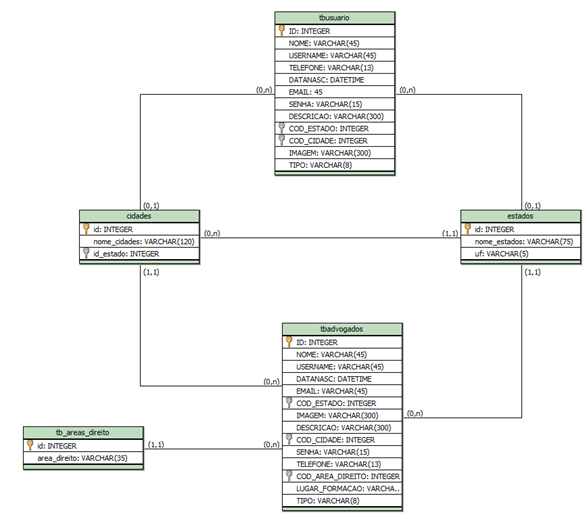 tbusuario
ID: INTEGER
NOME: VARCHAR(45)
USERNAME: VARCHAR(45)
TELEFONE: VARCHAR(13)
DATANASC: DATETIME
EMAIL: 45
SENHA: VARCHAR(15)
DESCRICAO: VARCHAR(300)
COD_ESTADO: INTEGER
COD_CIDADE: INTEGER
IMAGEM: VARCHAR(300)
TIPO: VARCHAR(8)
(0,n)
(0,n)
(0,1)
(0,1)
cidades
id: INTEGER
nome_cidades: VARCHAR(120)
id_estado: INTEGER
(0,n)
(1,1)
estados
id: INTEGER
nome_estados: VARCHAR(75)
uf: VARCHAR(5)
(1,1)
(1,1)
tbadvogados
ID: INTEGER
NOME: VARCHAR(45)
USERNAME: VARCHAR(45)
DATANASC: DATETIME
EMAIL: VARCHAR(45)
COD_ESTADO: INTEGER
IMAGEM: VARCHAR(300)
DESCRICAO: VARCHAR(300)
COD_CIDADE: INTEGER
SENHA: VARCHAR(15)
TELEFONE: VARCHAR(13)
COD_AREA_DIREITO: INTEGER
LUGAR_FORMACAO: VARCHA...
TIPO: VARCHAR(8)
(0,n)
(0,n)
tb_areas_direito
id: INTEGER
area_direito: VARCHAR(35)
(1,1)
(0,n)